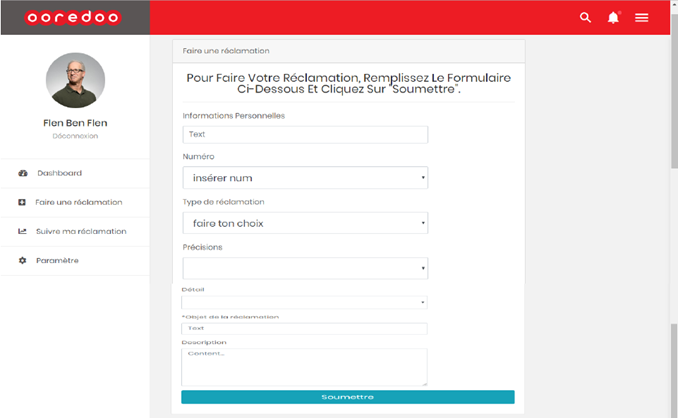 ooredoo
Flen Ben Flen
Déconnexion
Dashboard
Faire une réclamation
Suivre ma réclamation
Paramètre
Faire une réclamation
Pour Faire Votre Réclamation, Remplissez Le Formulaire
Ci-Dessous Et Cliquez Sur "Soumettre".
Informations Personnelles
Text
Numéro
insérer num
Type de réclamation
faire ton choix
Précisions
Détail
*Objet de la réclamation
Text
Description
Content...
Soumettre